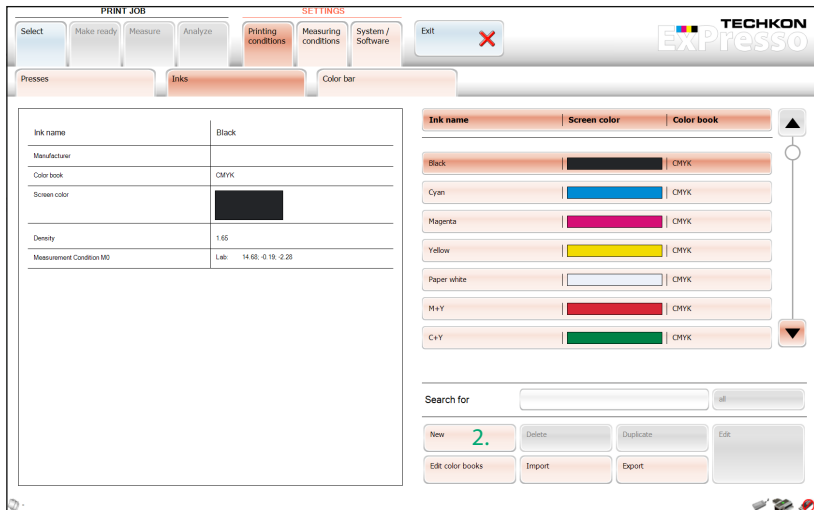 PRINT JOB
SETTINGS
Select
Make ready
Measure
Analyze
Printing conditions
Measuring conditions
System / Software
Exit
TECHKON
ExPresso
Presses
Inks
Color bar
Ink name Black
Manufacturer
Color book CMYK
Screen color
Density 1.65
Measurement Condition M0 Lab: 14.68; -0.19; -2.28
Ink name Screen color Color book
Black CMYK
Cyan CMYK
Magenta CMYK
Yellow CMYK
Paper white CMYK
M+Y CMYK
C+Y CMYK
Search for all
New 2. Delete Duplicate Edit
Edit color books Import Export